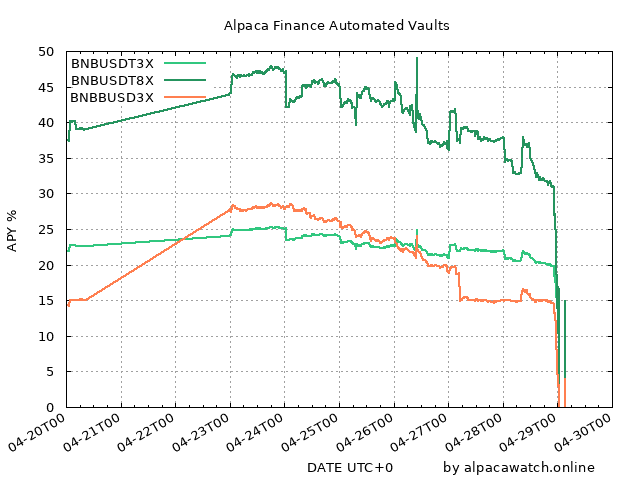 Alpaca Finance Automated Vaults
BNBUSDT3X
BNBUSDT8X
BNBBUSD3X
APY %
50
45
40
35
30
25
20
15
10
5
0
04-20T00
04-21T00
04-22T00
04-23T00
04-24T00
04-25T00
04-26T00
04-27T00
04-28T00
04-29T00
04-30T00
DATE UTC+0
by alpacawatch.online